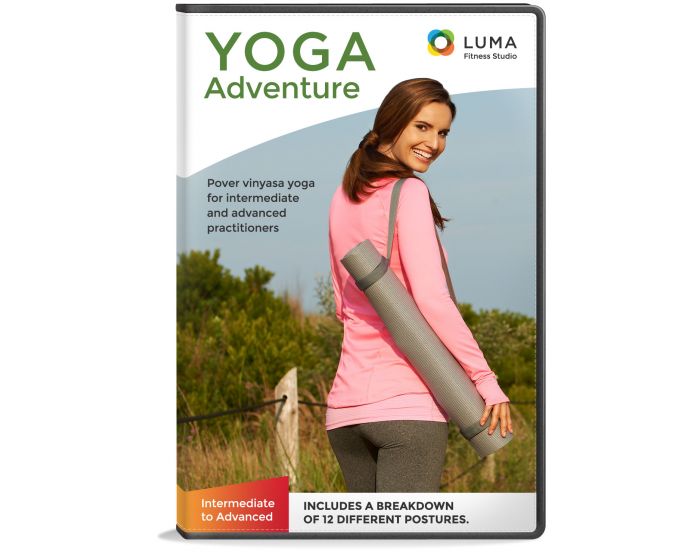 YOGA
Adventure
LUMA
Fitness Studio
Pover vinyasa yoga
for intermediate
and advanced
practitioners
Intermediate
to Advanced
INCLUDES A BREAKDOWN
OF 12 DIFFERENT POSTURES.